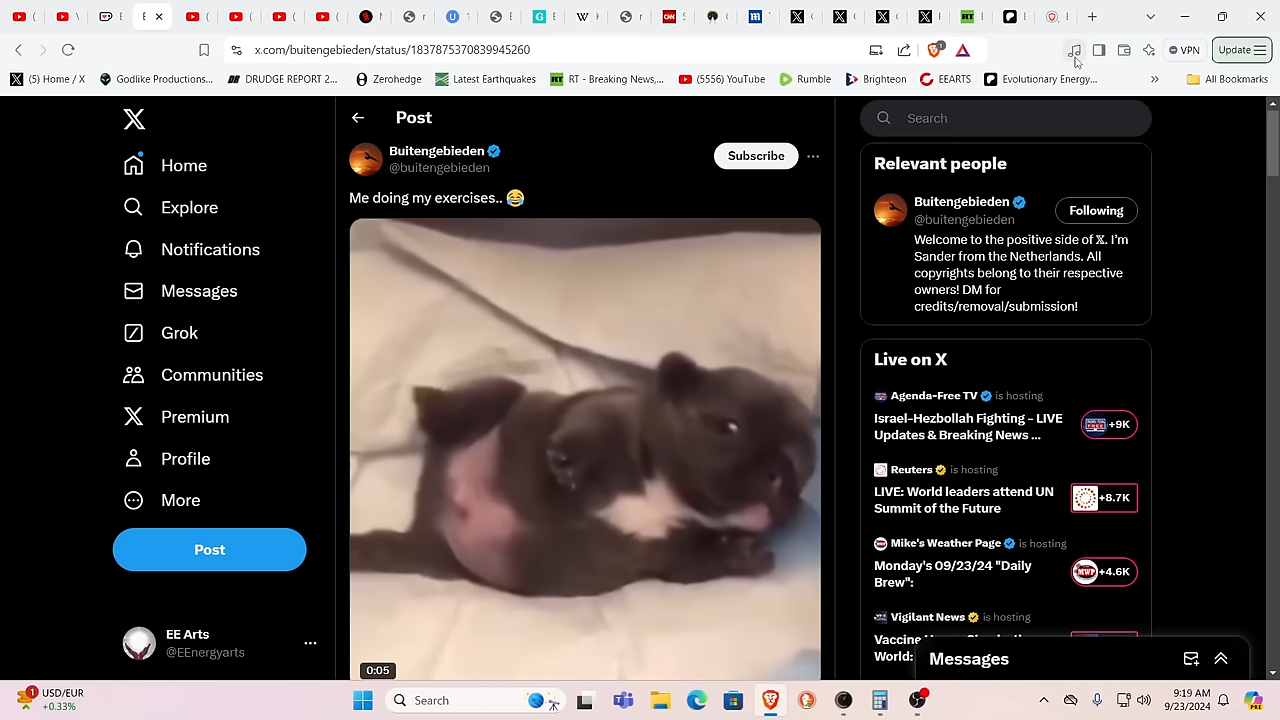 x.com/buitengebieden/status/1837875370839945260
VPN
Update
(5) Home / X
Godlike Productions...
DRUDGE REPORT 2...
Zerohedge
Latest Earthquakes
RT - Breaking News,...
(5556) YouTube
Rumble
Brighteon
EEARTS
Evolutionary Energy...
All Bookmarks
Home
Explore
Notifications
Messages
Grok
Communities
Premium
Profile
More
Post
EE Arts
@EEnergyarts
Post
Buitengebieden
@buitengebieden
Subscribe
Me doing my exercises.. 😂
0:05
Search
Relevant people
Buitengebieden
@buitengebieden
Following
Welcome to the positive side of 𝕏. I'm
Sander from the Netherlands. All
copyrights belong to their respective
owners! DM for
credits/removal/submission!
Live on X
Agenda-Free TV is hosting
Israel-Hezbollah Fighting - LIVE
Updates & Breaking News ...
+9K
Reuters is hosting
LIVE: World leaders attend UN
Summit of the Future
+8.7K
Mike's Weather Page is hosting
Monday's 09/23/24 "Daily
Brew":
+4.6K
Vigilant News is hosting
Vaccine
World:
Messages
USD/EUR
+0.33%
Search
9:19 AM
9/23/2024